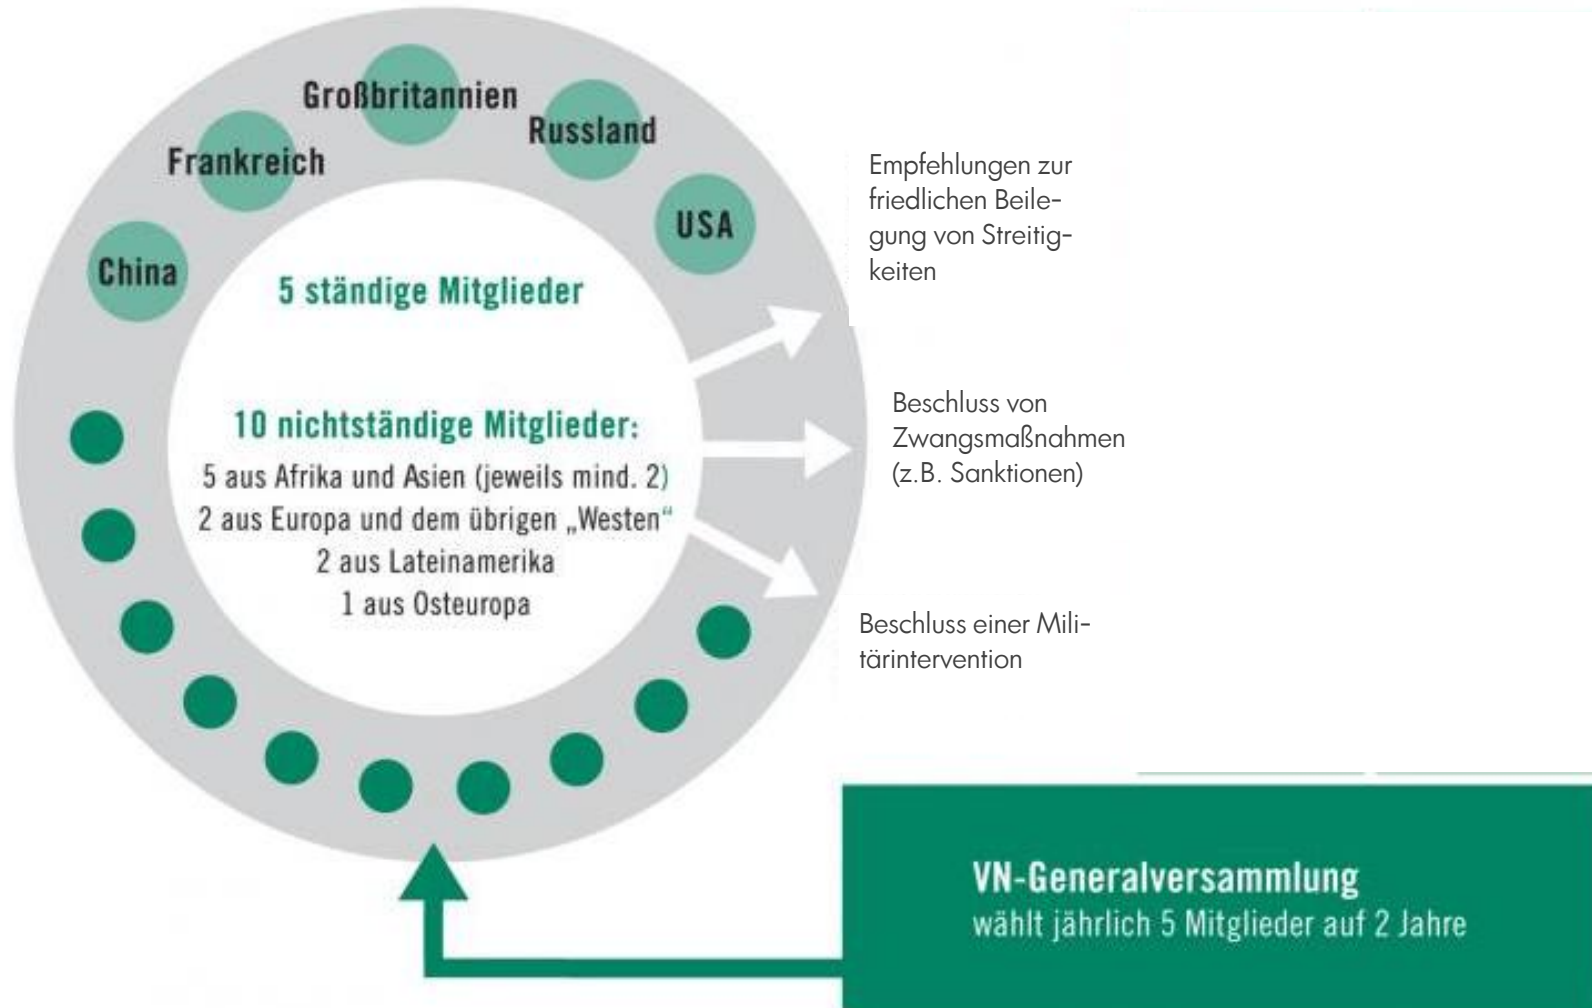 Großbritannien
Russland
Frankreich
USA
China
5 ständige Mitglieder
10 nichtständige Mitglieder:
5 aus Afrika und Asien (jeweils mind. 2)
2 aus Europa und dem übrigen „Westen“
2 aus Lateinamerika
1 aus Osteuropa
Empfehlungen zur
friedlichen Beile-
gung von Streitig-
keiten
Beschluss von
Zwangsmaßnahmen
(z.B. Sanktionen)
Beschluss einer Mili-
tärintervention
VN-Generalversammlung
wählt jährlich 5 Mitglieder auf 2 Jahre